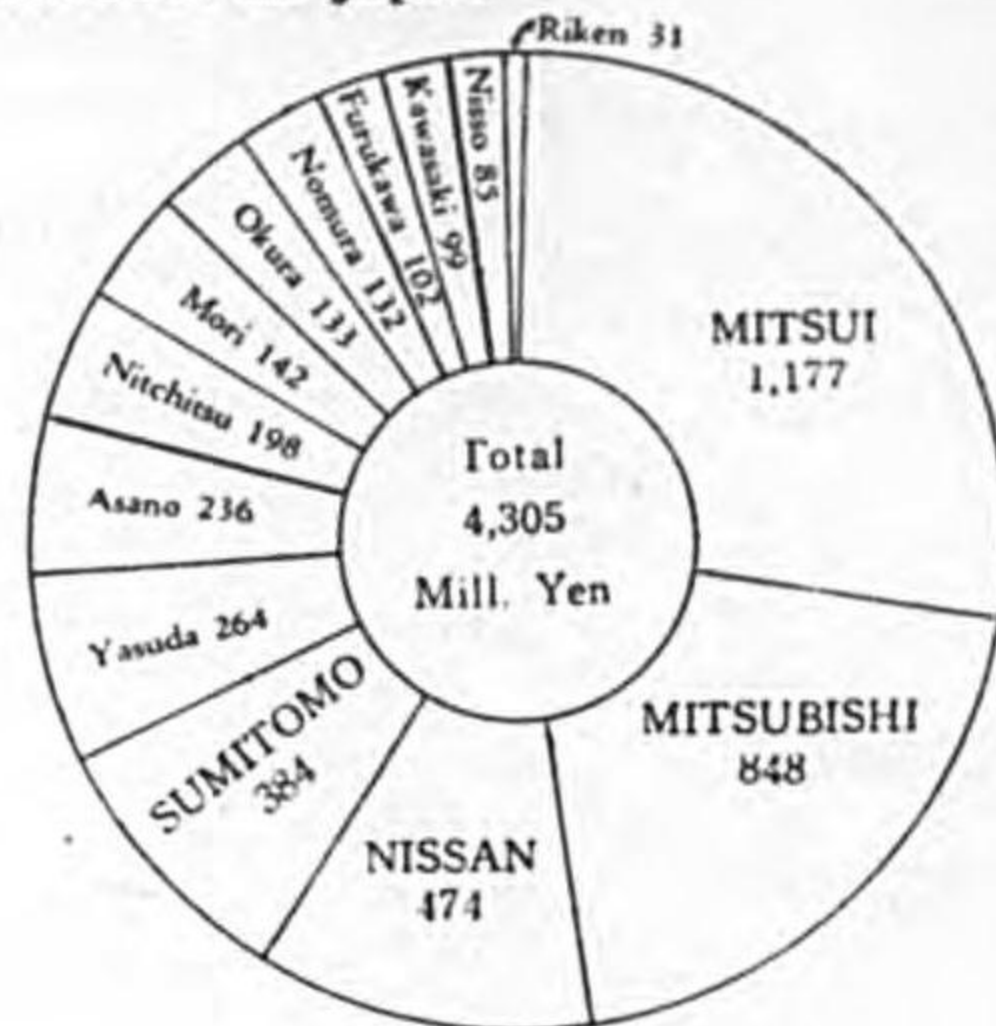 Riken 31
MITSUI
1,177
MITSUBISHI
848
NISSAN
474
SUMITOMO
384
Yasuda 264
Asano 236
Nitchitsu 198
Mori 142
Okura 133
Nomura 132
Furukawa 102
Kawasaki 99
Nisso 85
Total
4,305
Mill. Yen